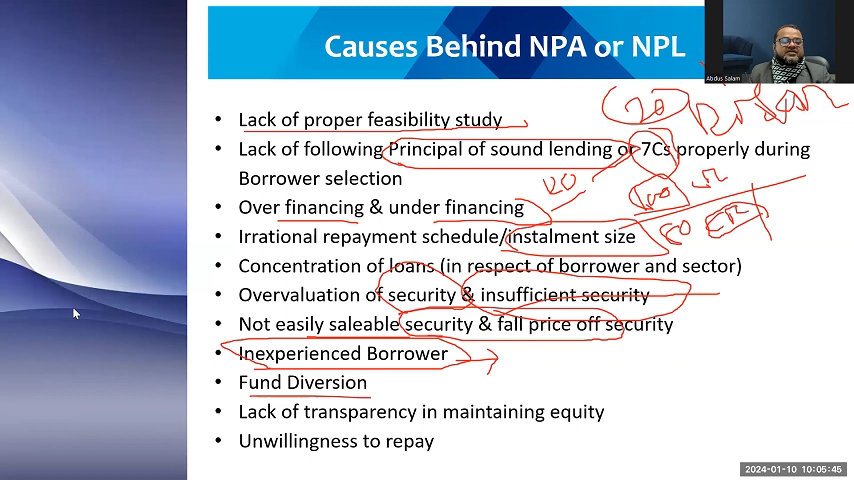 Causes Behind NPA or NPL
Abdus Salam
• Lack of proper feasibility study
• Lack of following Principal of sound lending or 7Cs properly during
Borrower selection
• Over financing & under financing
• Irrational repayment schedule/instalment size
• Concentration of loans (in respect of borrower and sector)
• Overvaluation of security & insufficient security
• Not easily saleable security & fall price off security
• Inexperienced Borrower
• Fund Diversion
• Lack of transparency in maintaining equity
• Unwillingness to repay
2024-01-10 10:05:45